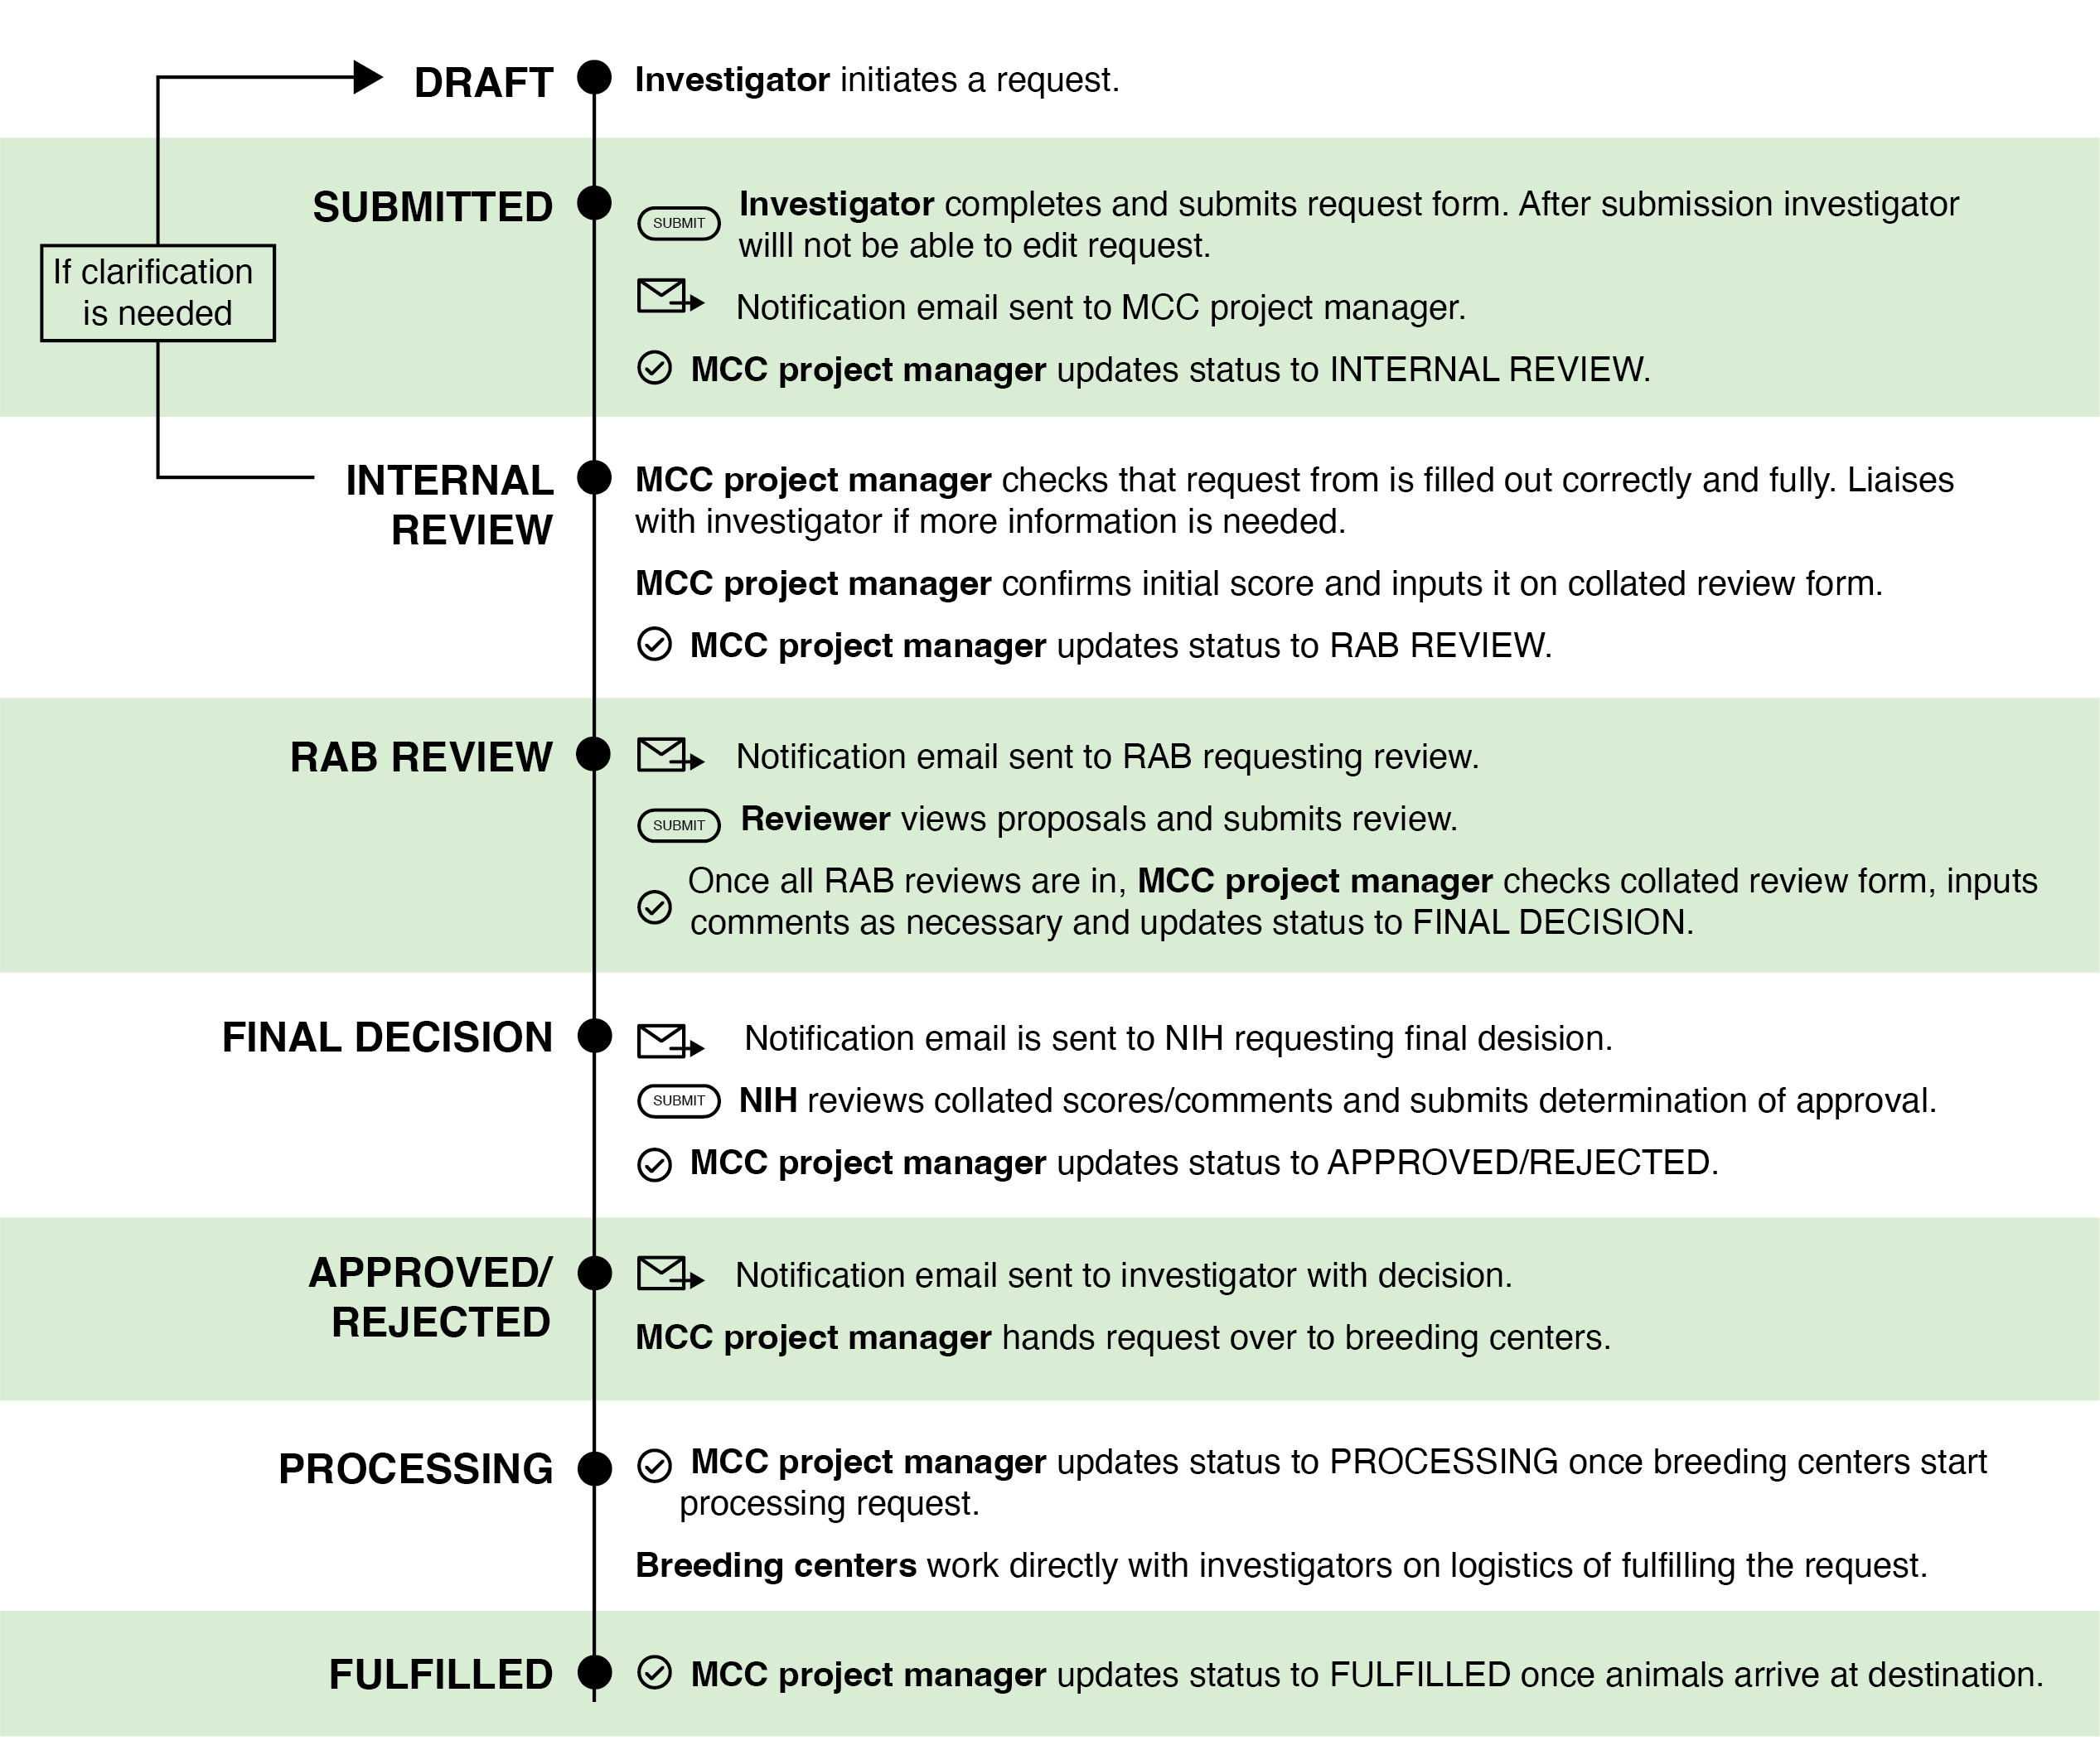 DRAFT
Investigator initiates a request.
SUBMITTED
SUBMIT
Investigator completes and submits request form. After submission investigator
willl not be able to edit request.
Notification email sent to MCC project manager.
MCC project manager updates status to INTERNAL REVIEW.
If clarification
is needed
INTERNAL
REVIEW
MCC project manager checks that request from is filled out correctly and fully. Liaises
with investigator if more information is needed.
MCC project manager confirms initial score and inputs it on collated review form.
MCC project manager updates status to RAB REVIEW.
RAB REVIEW
Notification email sent to RAB requesting review.
SUBMIT
Reviewer views proposals and submits review.
Once all RAB reviews are in, MCC project manager checks collated review form, inputs
comments as necessary and updates status to FINAL DECISION.
FINAL DECISION
Notification email is sent to NIH requesting final desision.
SUBMIT
NIH reviews collated scores/comments and submits determination of approval.
MCC project manager updates status to APPROVED/REJECTED.
APPROVED/
REJECTED
Notification email sent to investigator with decision.
MCC project manager hands request over to breeding centers.
PROCESSING
MCC project manager updates status to PROCESSING once breeding centers start
processing request.
Breeding centers work directly with investigators on logistics of fulfilling the request.
FULFILLED
MCC project manager updates status to FULFILLED once animals arrive at destination.